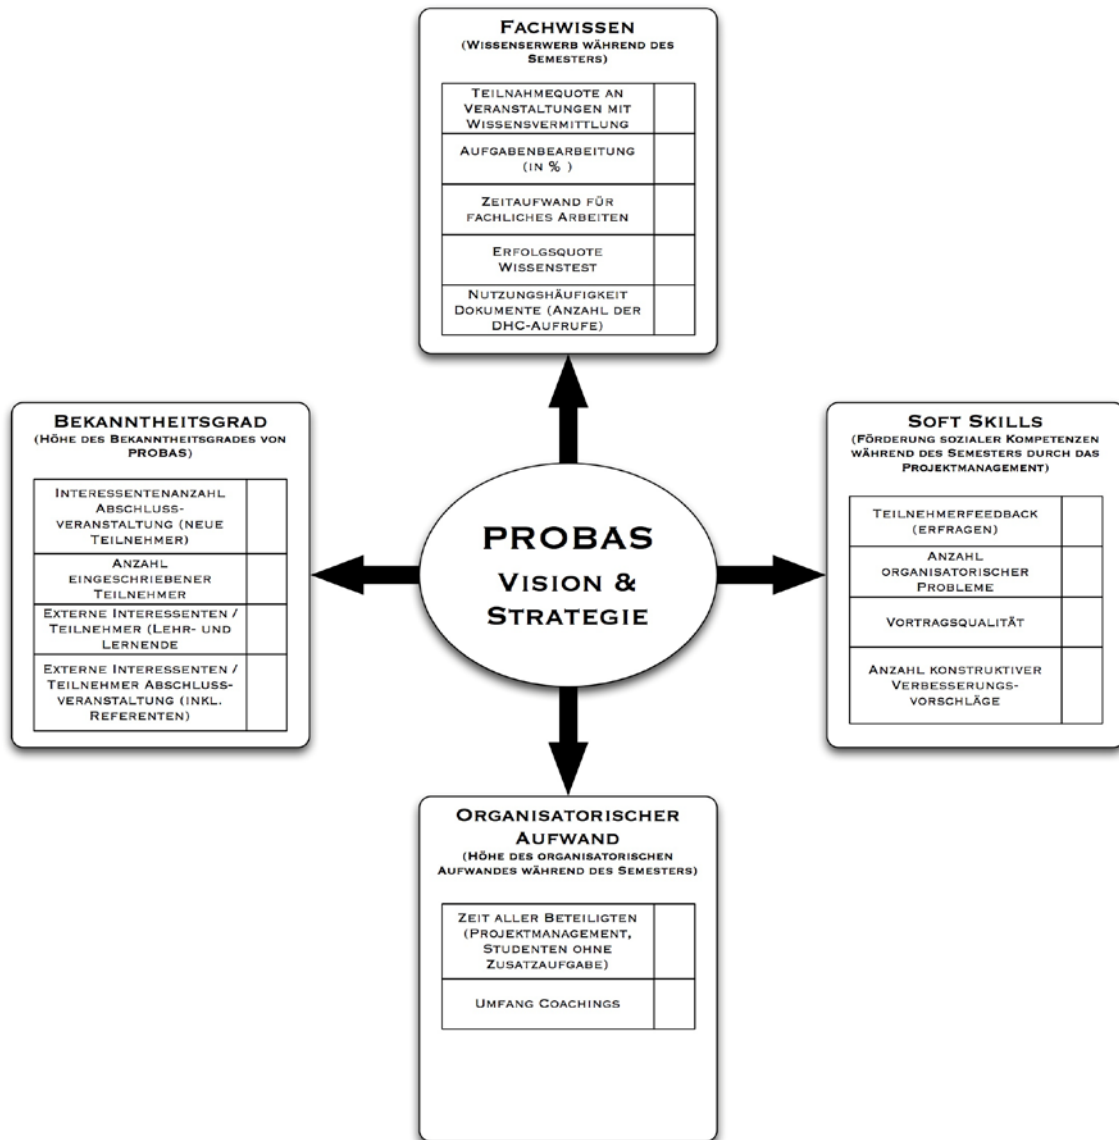 Fachwissen
(Wissenserwerb während des
Semesters)
Teilnahmequote an
Veranstaltungen mit
Wissensvermittlung
Aufgabenbearbeitung
(in % )
Zeitaufwand für
fachliches Arbeiten
Erfolgsquote
Wissenstest
Nutzungshäufigkeit
Dokumente (Anzahl der
DHC-Aufrufe)
Bekanntheitsgrad
(Höhe des Bekanntheitsgrades von
PROBAS)
Interessentenanzahl
Abschluss-
veranstaltung (neue
Teilnehmer)
Anzahl
eingeschriebener
Teilnehmer
Externe Interessenten /
Teilnehmer (Lehr- und
Lernende
Externe Interessenten /
Teilnehmer Abschluss-
veranstaltung (inkl.
Referenten)
PROBAS
Vision &
Strategie
Soft Skills
(Förderung sozialer Kompetenzen
während des Semesters durch das
Projektmanagement)
Teilnehmerfeedback
(erfragen)
Anzahl
organisatorischer
Probleme
Vortragsqualität
Anzahl konstruktiver
Verbesserungs-
vorschläge
Organisatorischer
Aufwand
(Höhe des organisatorischen
Aufwandes während des Semesters)
Zeit aller Beteiligten
(Projektmanagement,
Studenten ohne
Zusatzaufgabe)
Umfang Coachings